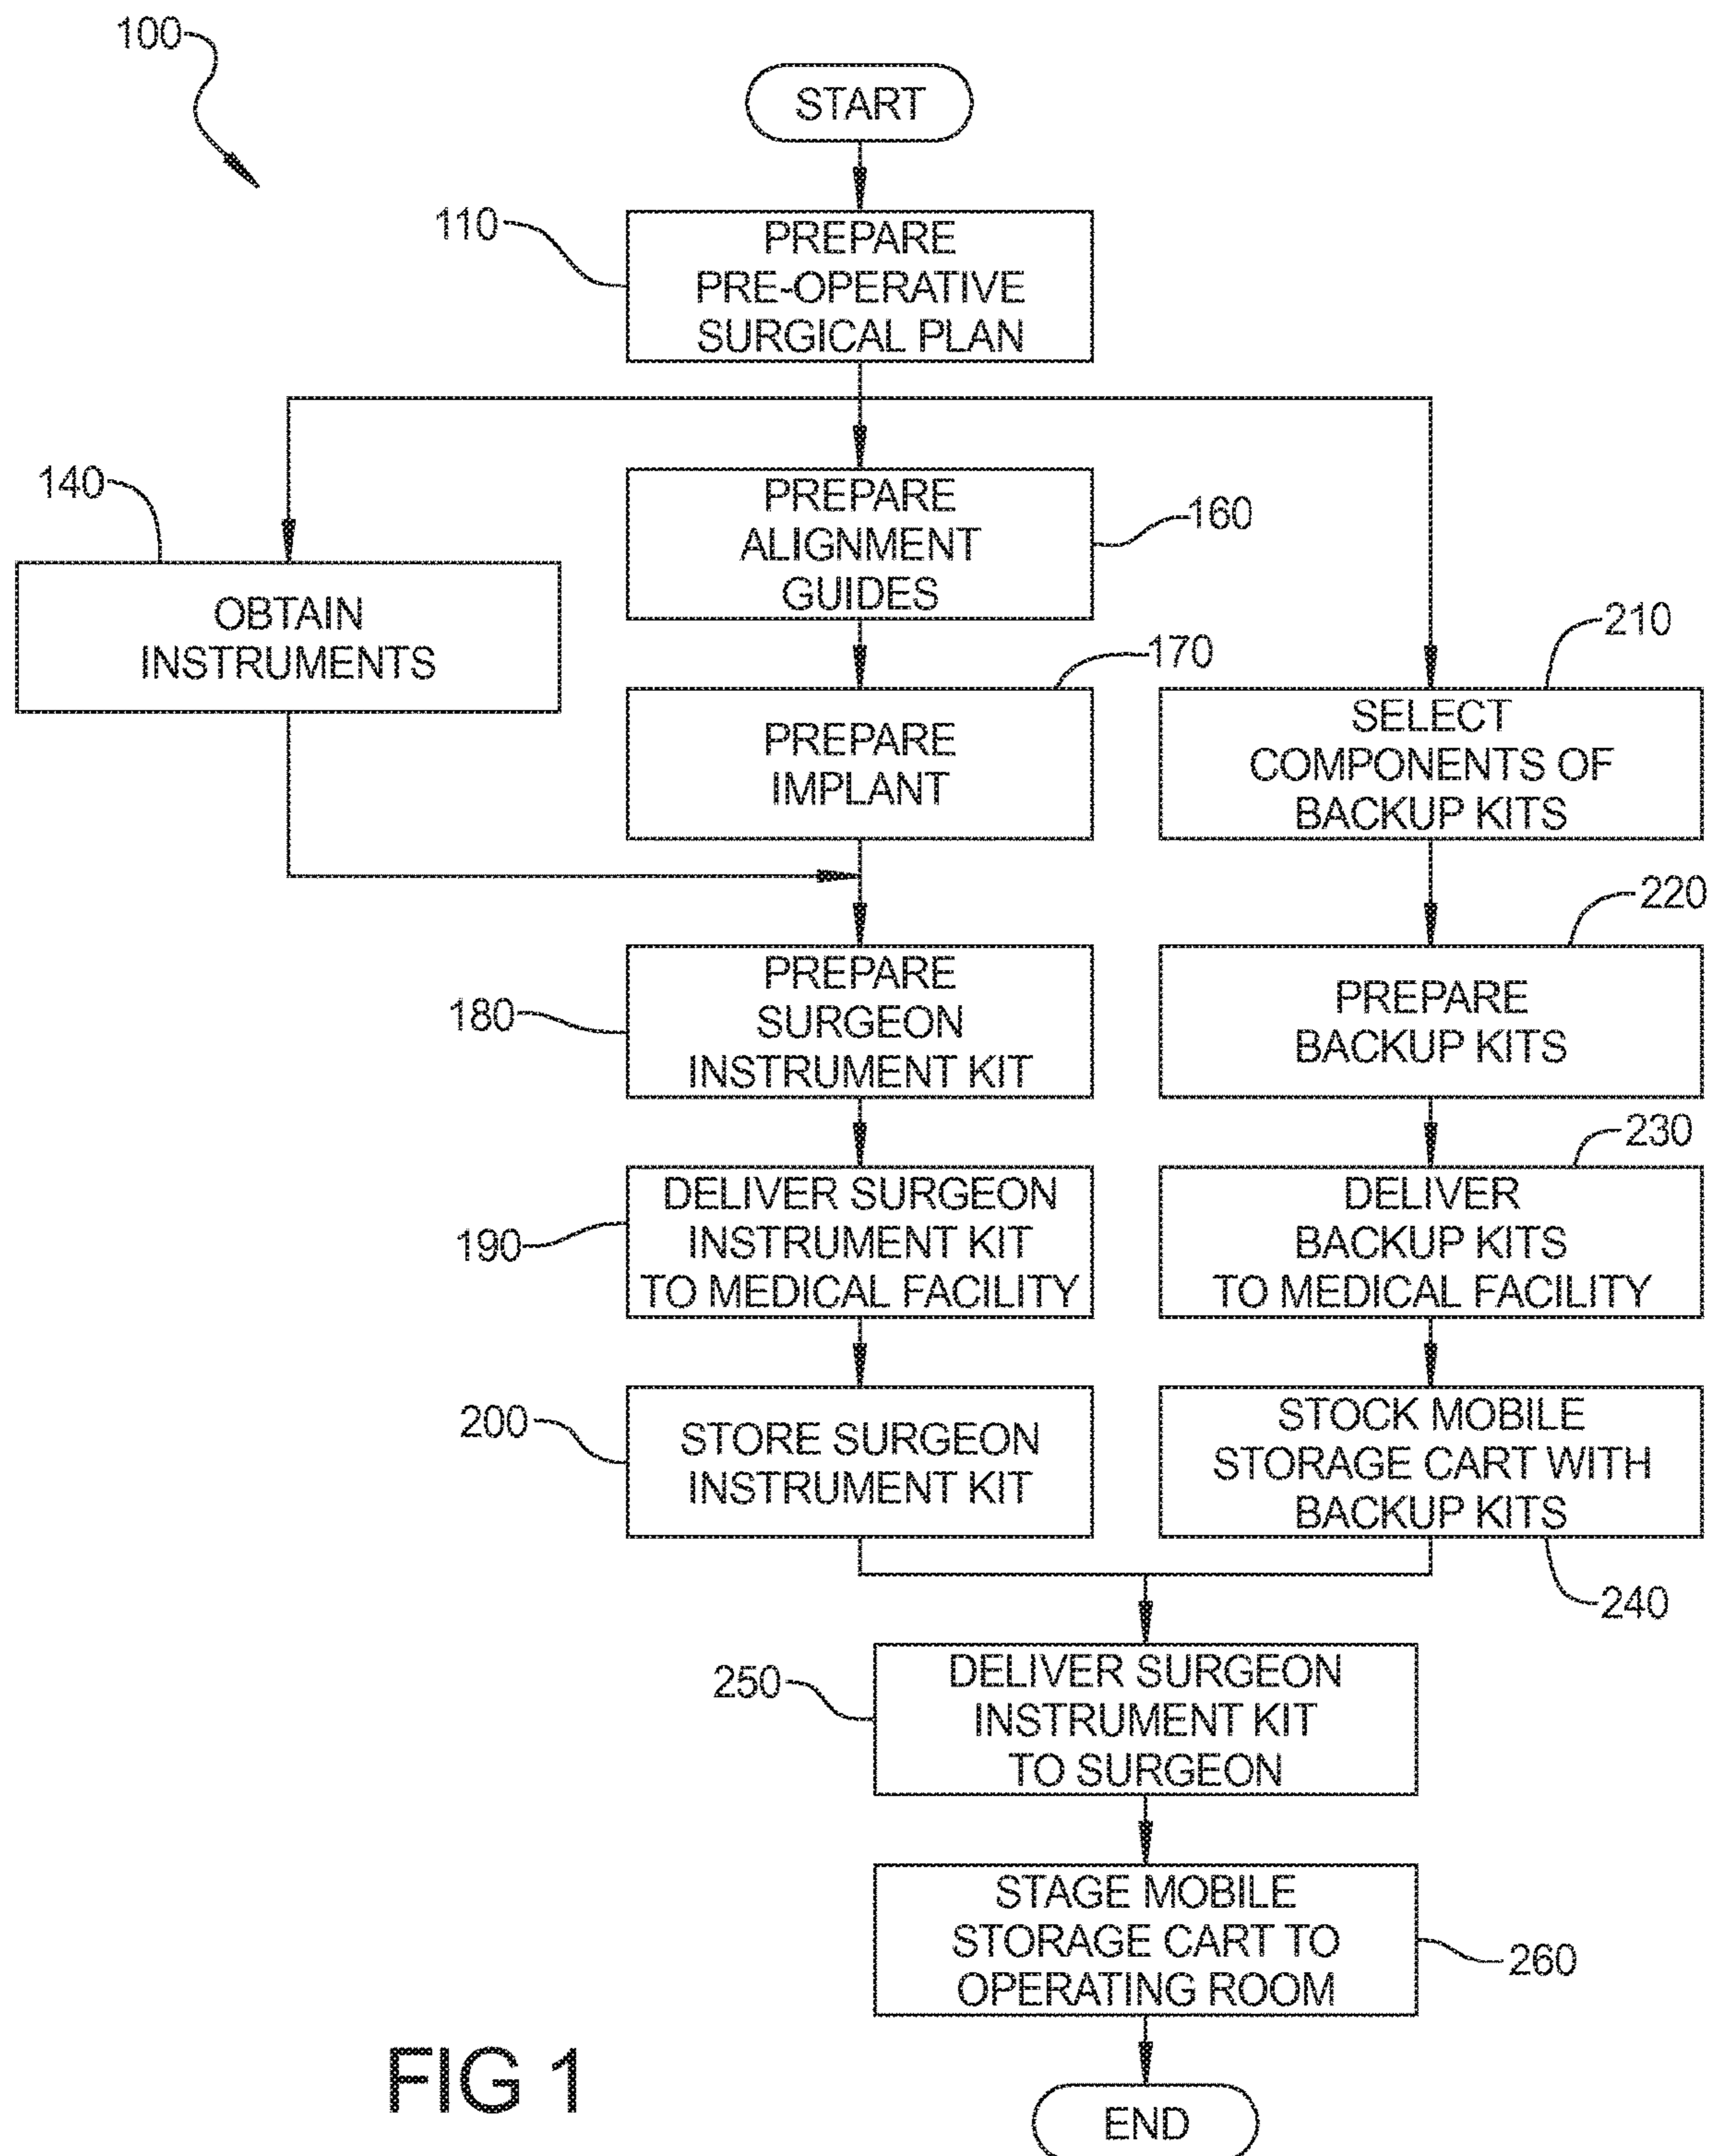 100
START
110
PREPARE
PRE-OPERATIVE
SURGICAL PLAN
140
OBTAIN
INSTRUMENTS
PREPARE
ALIGNMENT
GUIDES
160
170
PREPARE
IMPLANT
210
SELECT
COMPONENTS OF
BACKUP KITS
180
PREPARE
SURGEON
INSTRUMENT KIT
220
PREPARE
BACKUP KITS
190
DELIVER SURGEON
INSTRUMENT KIT
TO MEDICAL FACILITY
230
DELIVER
BACKUP KITS
TO MEDICAL FACILITY
200
STORE SURGEON
INSTRUMENT KIT
STOCK MOBILE
STORAGE CART WITH
BACKUP KITS
240
250
DELIVER SURGEON
INSTRUMENT KIT
TO SURGEON
STAGE MOBILE
STORAGE CART TO
OPERATING ROOM
260
FIG 1
END